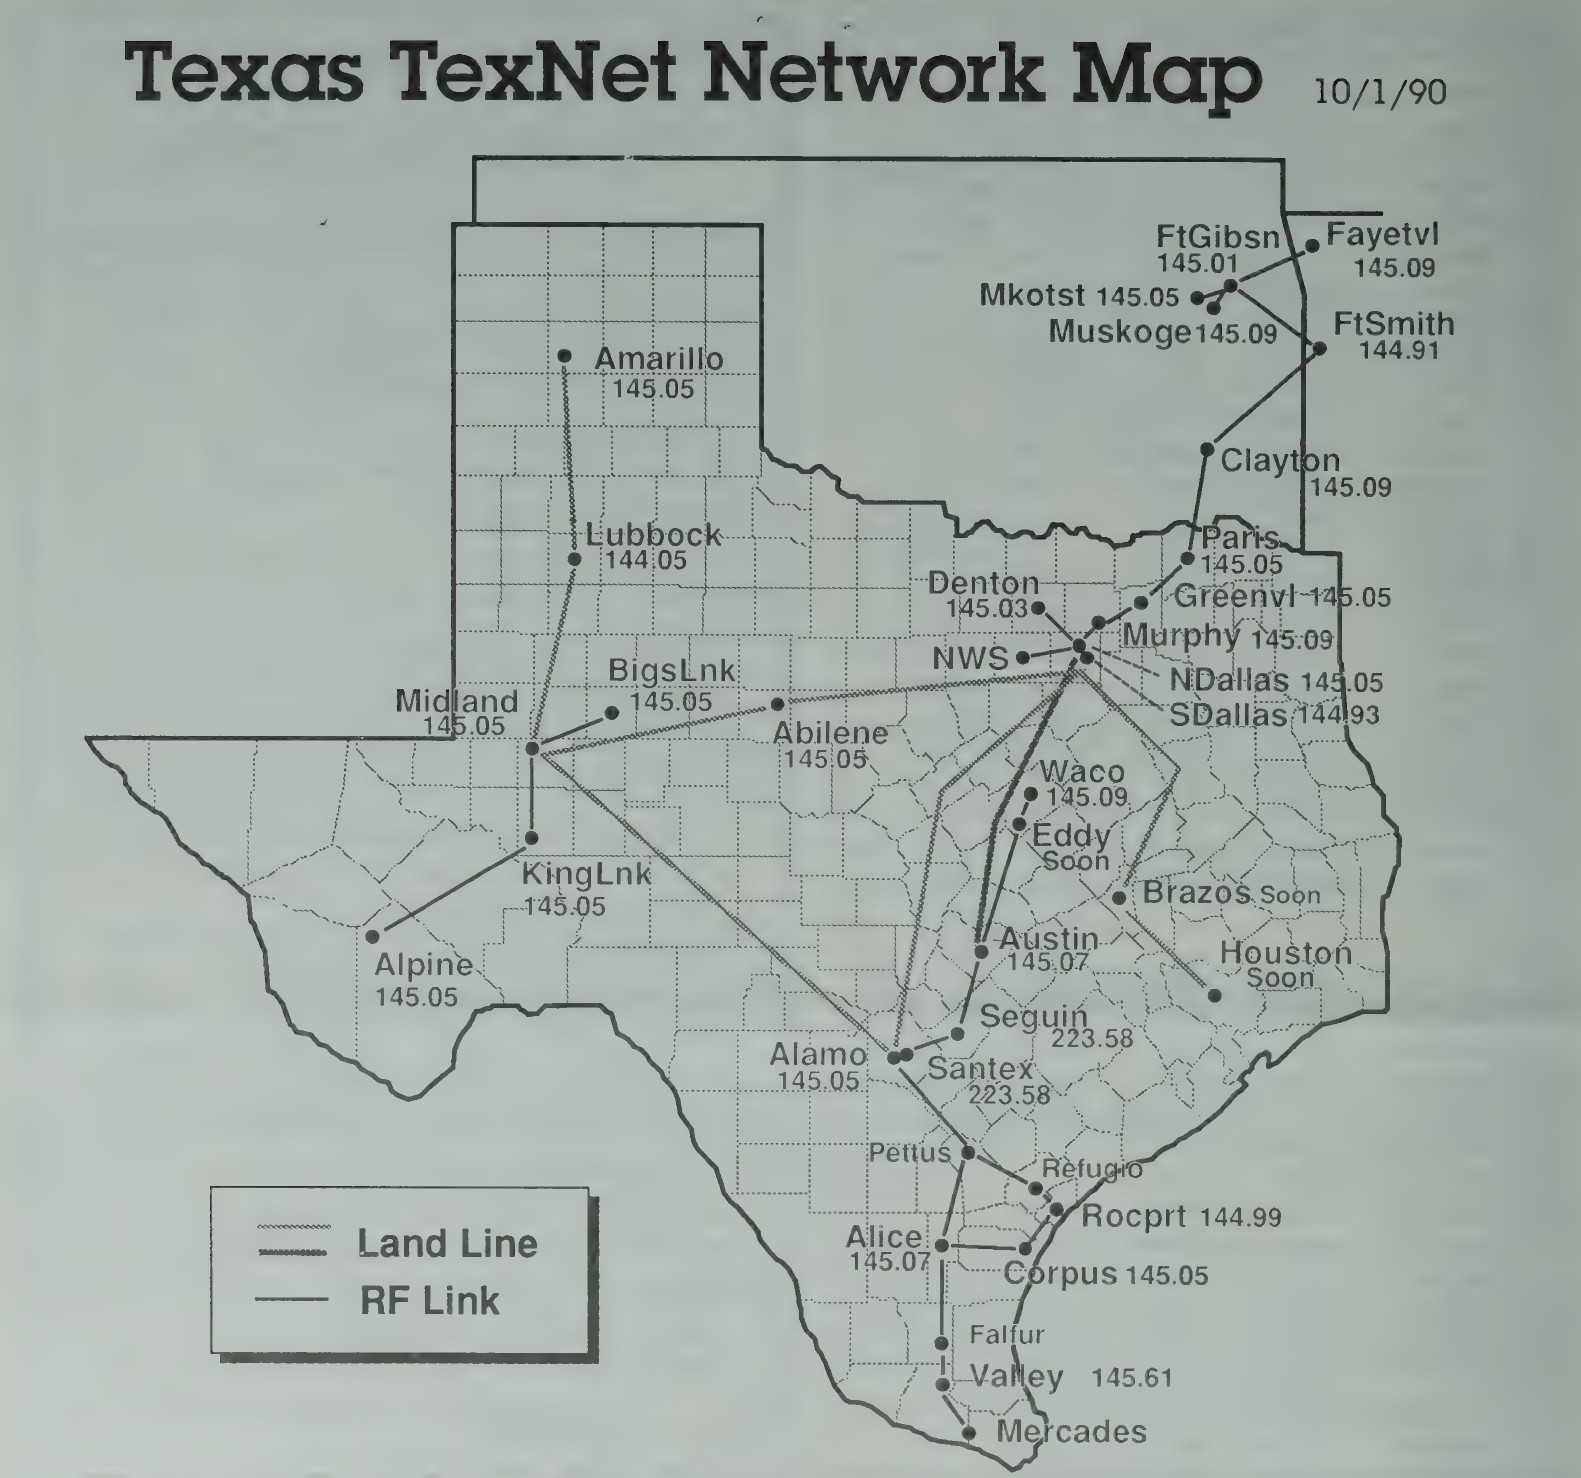 Texas TexNet Network Map 10/1/90
FtGibsn
145.01
Fayetvl
145.09
Mkotst 145.05
Muskoge 145.09
FtSmith
144.91
Amarillo
145.05
Clayton
145.09
Lubbock
144.05
Paris
145.05
Denton
145.03
Greenvl 145.05
Murphy 145.09
NWS
NDallas 145.05
SDallas 144.93
BigsLnk
145.05
Midland
145.05
Abilene
145.05
Waco
145.09
Eddy
Soon
KingLnk
145.05
Brazos Soon
Austin
145.07
Houston
Soon
Alpine
145.05
Seguin
223.58
Alamo
145.05
Santex
223.58
Pettus
Refugio
Rocprt 144.99
Alice
145.07
Corpus 145.05
Land Line
RF Link
Falfur
Valley 145.61
Mercades